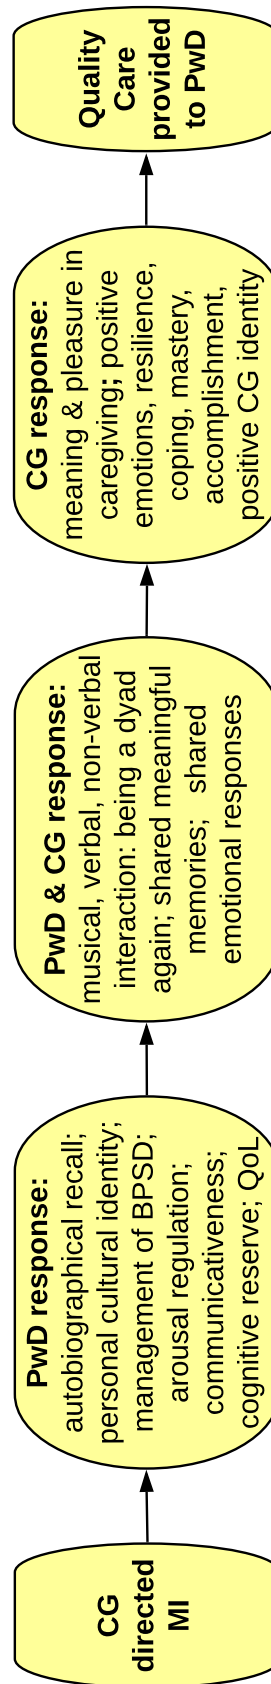 CG
directed
MI
PwD response:
autobiographical recall;
personal cultural identity;
management of BPSD;
arousal regulation;
communicativeness;
cognitive reserve; QoL
PwD & CG response:
musical, verbal, non-verbal
interaction: being a dyad
again; shared meaningful
memories; shared
emotional responses
CG response:
meaning & pleasure in
caregiving; positive
emotions, resilience,
coping, mastery,
accomplishment,
positive CG identity
Quality
Care
provided
to PwD